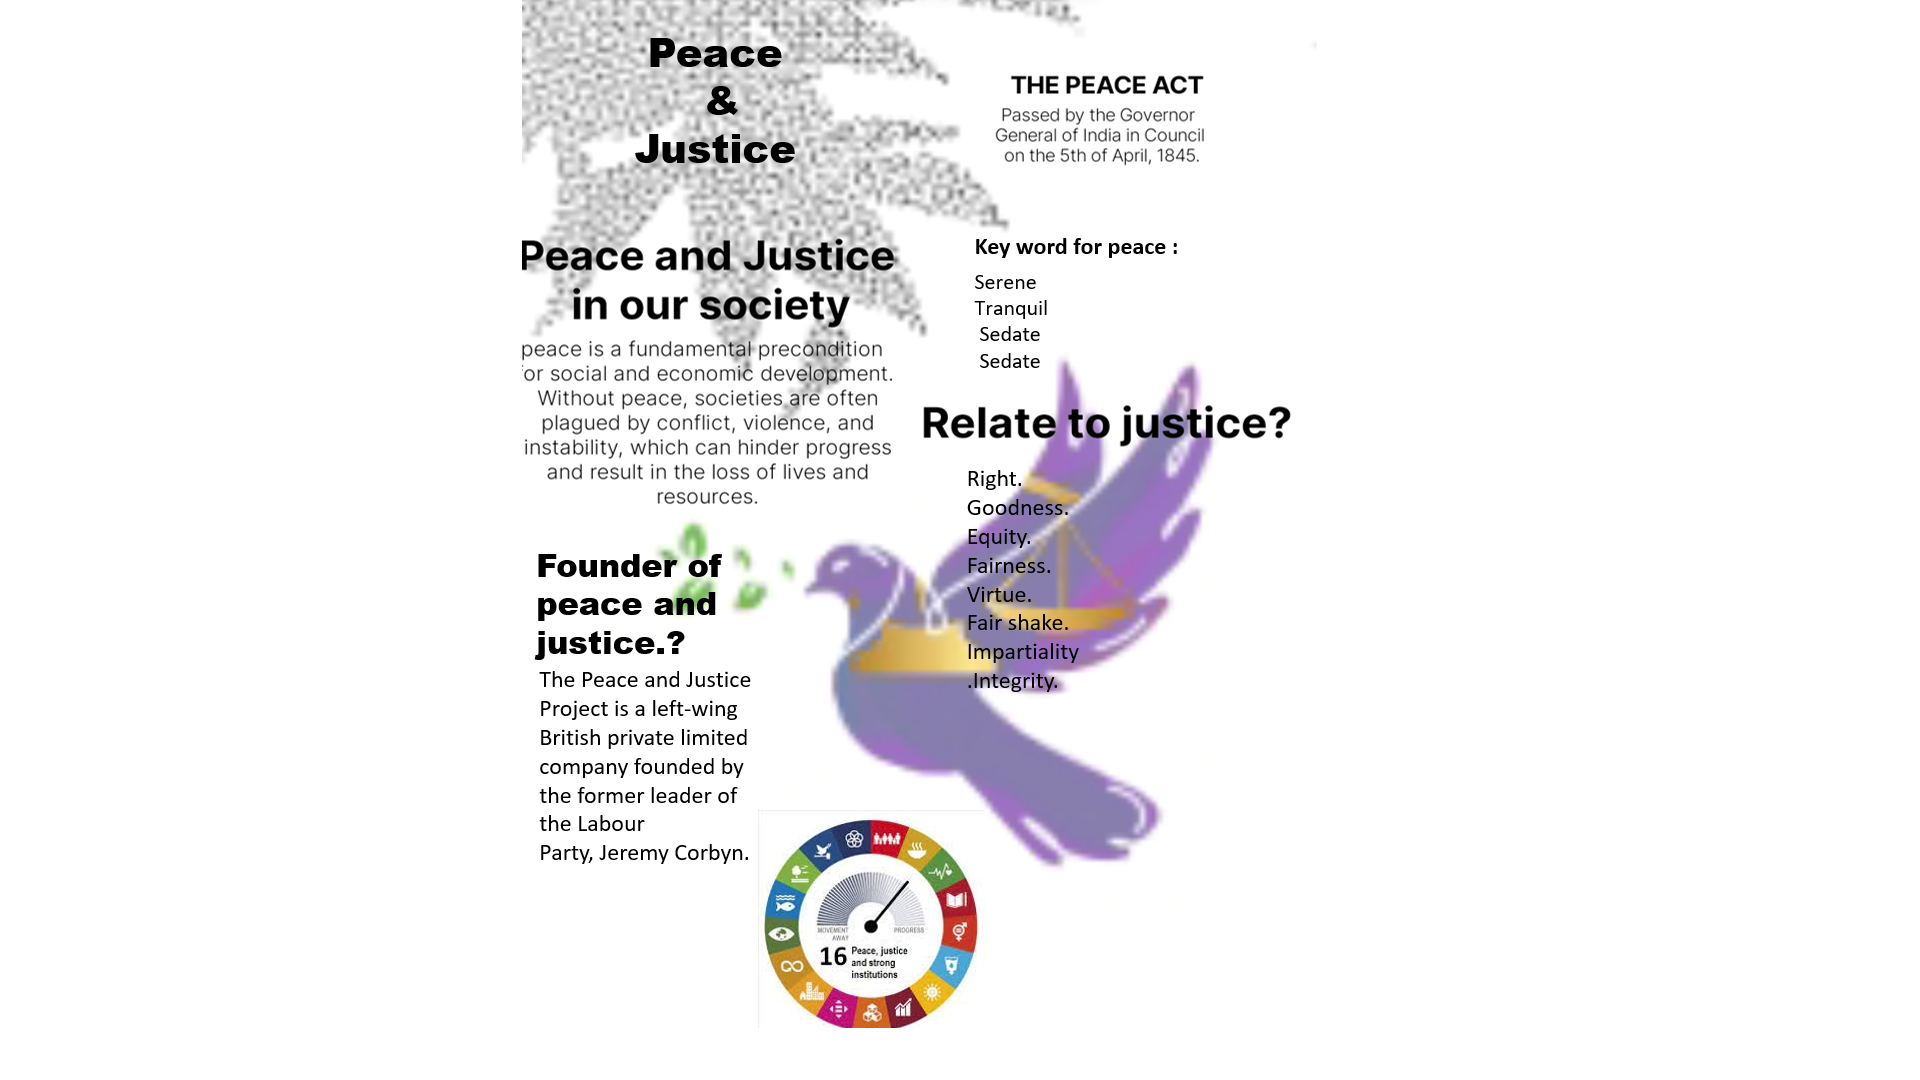 Peace
&
Justice
THE PEACE ACT
Passed by the Governor
General of India in Council
on the 5th of April, 1845.
Peace and Justice
in our society
peace is a fundamental precondition
for social and economic development.
Without peace, societies are often
plagued by conflict, violence, and
instability, which can hinder progress
and result in the loss of lives and
resources.
Key word for peace :
Serene
Tranquil
Sedate
Sedate
Relate to justice?
Right.
Goodness.
Equity.
Fairness.
Virtue.
Fair shake.
Impartiality
.Integrity.
Founder of
peace and
justice.?
The Peace and Justice
Project is a left-wing
British private limited
company founded by
the former leader of
the Labour
Party, Jeremy Corbyn.
MOVEMENT
AWAY
PROGRESS
16 Peace, justice
and strong
institutions